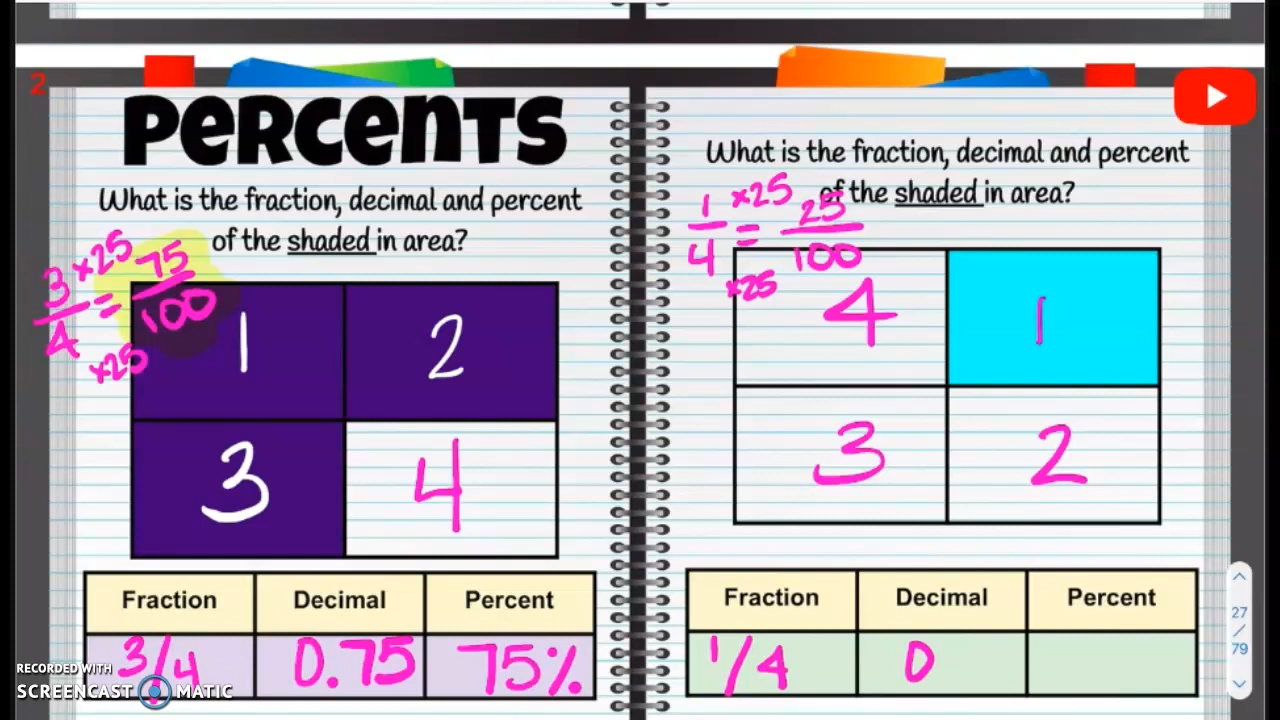 2
PERCENTS
What is the fraction, decimal and percent
of the shaded in area?
3/4 ×25 = 75/100
×25
1
2
3
4
Fraction
Decimal
Percent
3/4
0.75
75%
What is the fraction, decimal and percent
of the shaded in area?
1/4 ×25 = 25/100
×25
4
1
3
2
Fraction
Decimal
Percent
1/4
0
27
/
79
RECORDED WITH
SCREENCAST MATIC